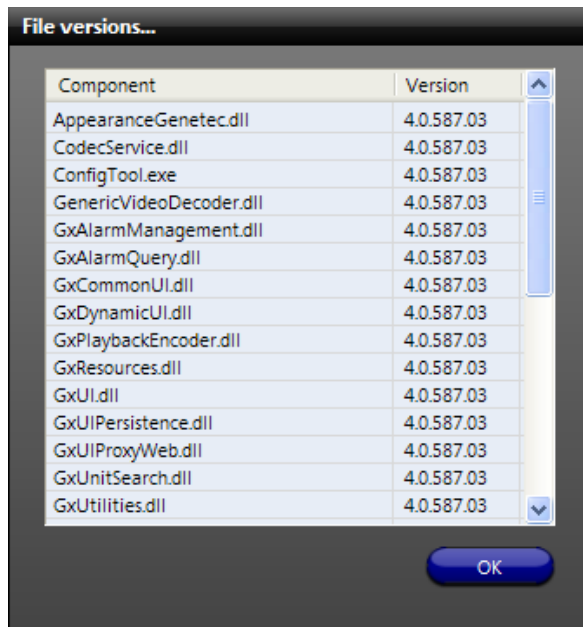 File versions...
Component Version
AppearanceGenetec.dll 4.0.587.03
CodecService.dll 4.0.587.03
ConfigTool.exe 4.0.587.03
GenericVideoDecoder.dll 4.0.587.03
GxAlarmManagement.dll 4.0.587.03
GxAlarmQuery.dll 4.0.587.03
GxCommonUI.dll 4.0.587.03
GxDynamicUI.dll 4.0.587.03
GxPlaybackEncoder.dll 4.0.587.03
GxResources.dll 4.0.587.03
GxUI.dll 4.0.587.03
GxUIPersistence.dll 4.0.587.03
GxUIProxyWeb.dll 4.0.587.03
GxUnitSearch.dll 4.0.587.03
GxUtilities.dll 4.0.587.03
OK